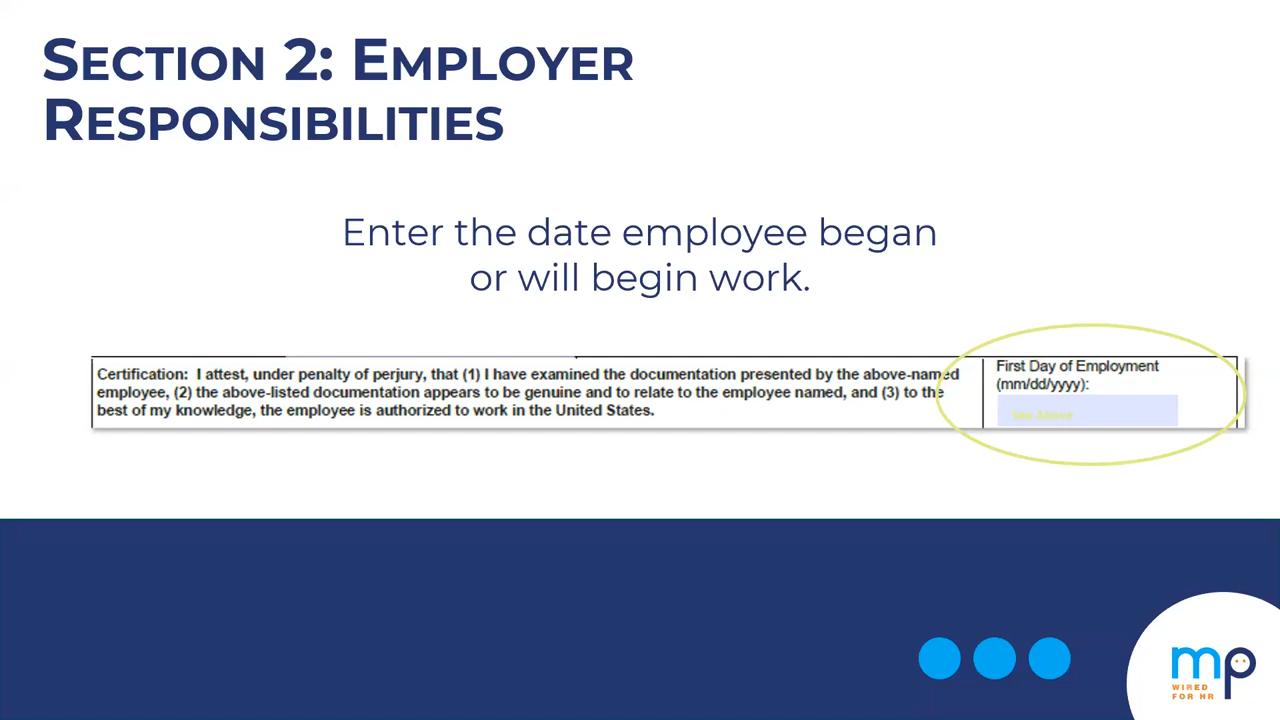 SECTION 2: EMPLOYER
RESPONSIBILITIES
Enter the date employee began
or will begin work.
Certification: I attest, under penalty of perjury, that (1) I have examined the documentation presented by the above-named
employee, (2) the above-listed documentation appears to be genuine and to relate to the employee named, and (3) to the
best of my knowledge, the employee is authorized to work in the United States.
First Day of Employment
(mm/dd/yyyy):
See Above
mp
WIRED
FOR HR